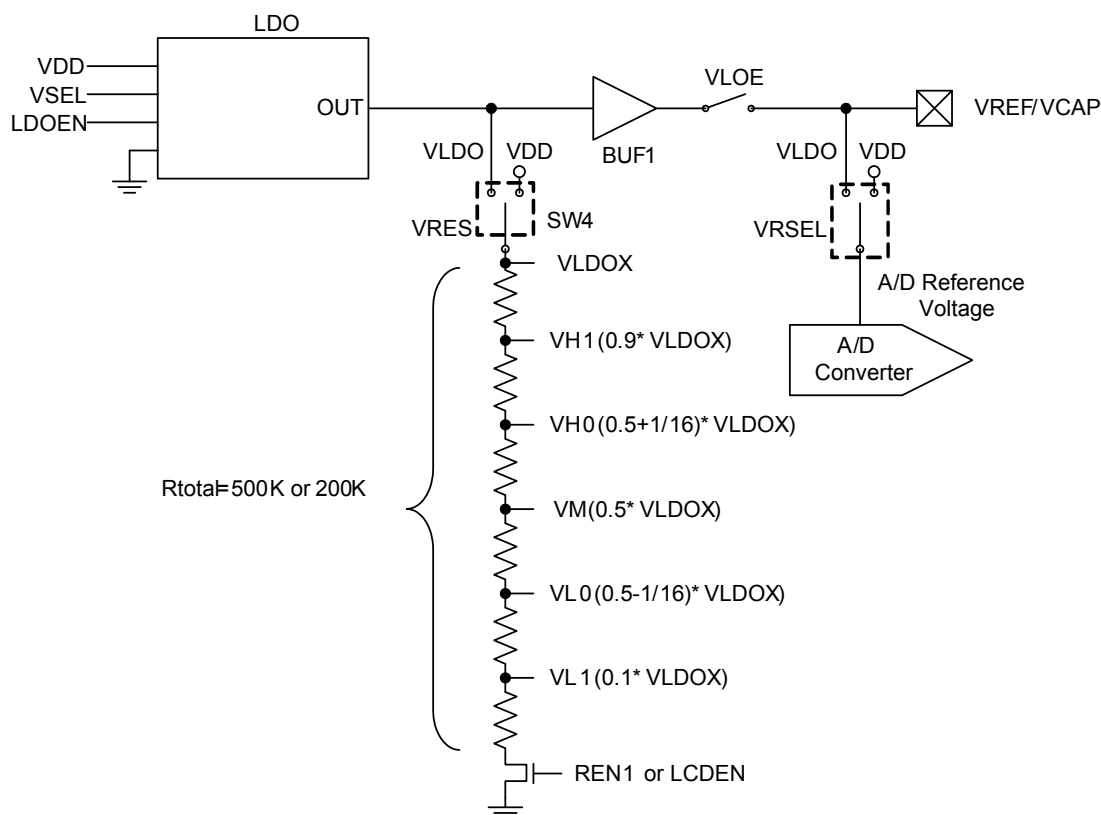 LDO
VDD
VSEL
LDOEN
OUT
BUF1
VLOE
VREF/VCAP
VLDO
VDD
VRES
SW4
VLDO
VDD
VRSEL
A/D Reference
Voltage
A/D
Converter
VLDOX
VH1(0.9* VLDOX)
VH0(0.5+1/16)* VLDOX)
Rtotal=500K or 200K
VM(0.5* VLDOX)
VL0(0.5-1/16)* VLDOX)
VL1(0.1* VLDOX)
REN1 or LCDEN